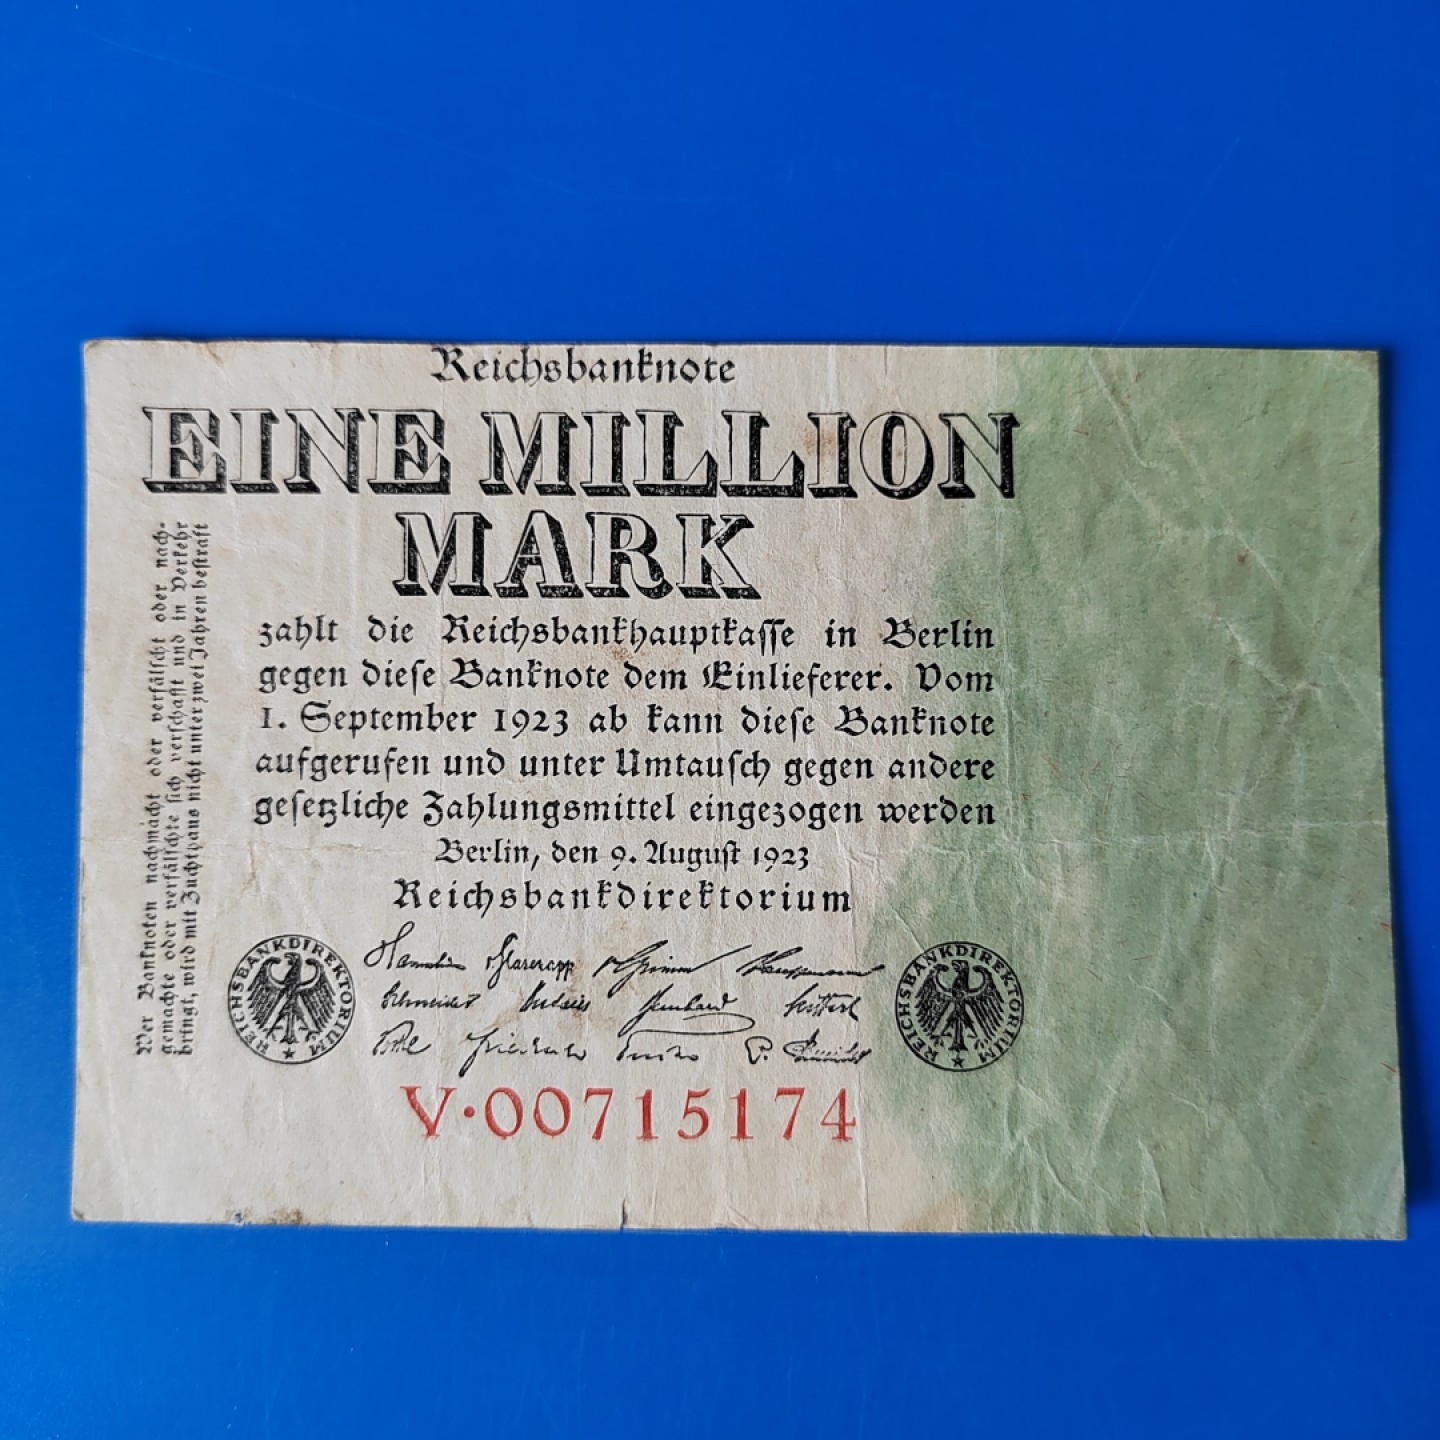 Reichsbanknote
EINE MILLION
MARK
zahlt die Reichsbankhauptkasse in Berlin
gegen diese Banknote dem Einlieferer. Vom
1. September 1923 ab kann diese Banknote
aufgerufen und unter Umtausch gegen andere
gesetzliche Zahlungsmittel eingezogen werden
Berlin, den 9. August 1923
Reichsbankdirektorium
Wer Banknoten nachmacht oder verfälscht oder nach-
gemachte oder verfälschte sich verschafft und in Verkehr
bringt, wird mit Zuchthaus nicht unter zwei Jahren bestraft
REICHSBANKDIREKTORIUM
REICHSBANKDIREKTORIUM
V·00715174